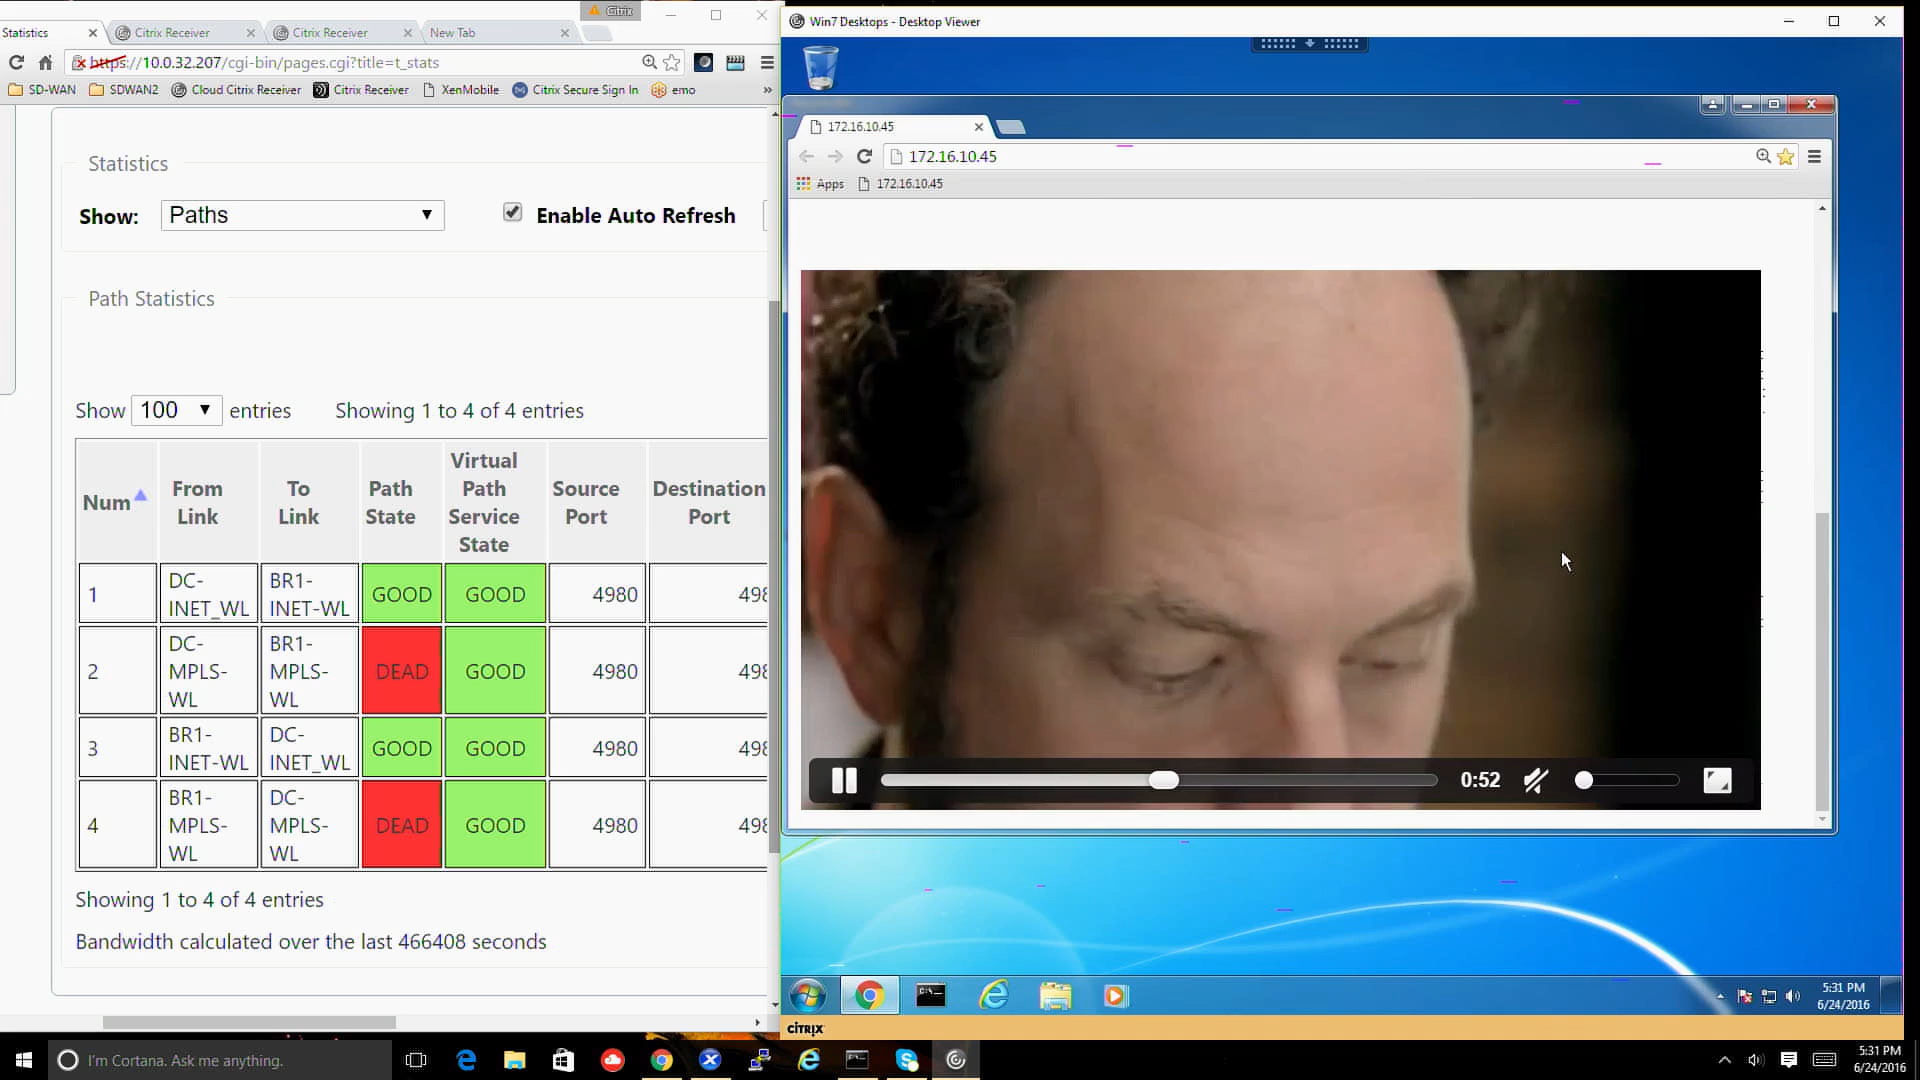 Citrix
Statistics
Citrix Receiver
Citrix Receiver
New Tab
https://10.0.32.207/cgi-bin/pages.cgi?title=t_stats
SD-WAN
SDWAN2
Cloud Citrix Receiver
Citrix Receiver
XenMobile
Citrix Secure Sign In
emo
»
Statistics
Show:
Paths
Enable Auto Refresh
Path Statistics
Show 100 entries
Showing 1 to 4 of 4 entries
Num
From
Link
To
Link
Path
State
Virtual
Path
Service
State
Source
Port
Destination
Port
1
DC-
INET_WL
BR1-
INET-WL
GOOD
GOOD
4980
498
2
DC-
MPLS-
WL
BR1-
MPLS-
WL
DEAD
GOOD
4980
498
3
BR1-
INET-WL
DC-
INET_WL
GOOD
GOOD
4980
498
4
BR1-
MPLS-
WL
DC-
MPLS-
WL
DEAD
GOOD
4980
498
Showing 1 to 4 of 4 entries
Bandwidth calculated over the last 466408 seconds
Win7 Desktops - Desktop Viewer
172.16.10.45
172.16.10.45
Apps
172.16.10.45
0:52
5:31 PM
6/24/2016
CITRIX
I'm Cortana. Ask me anything.
5:31 PM
6/24/2016